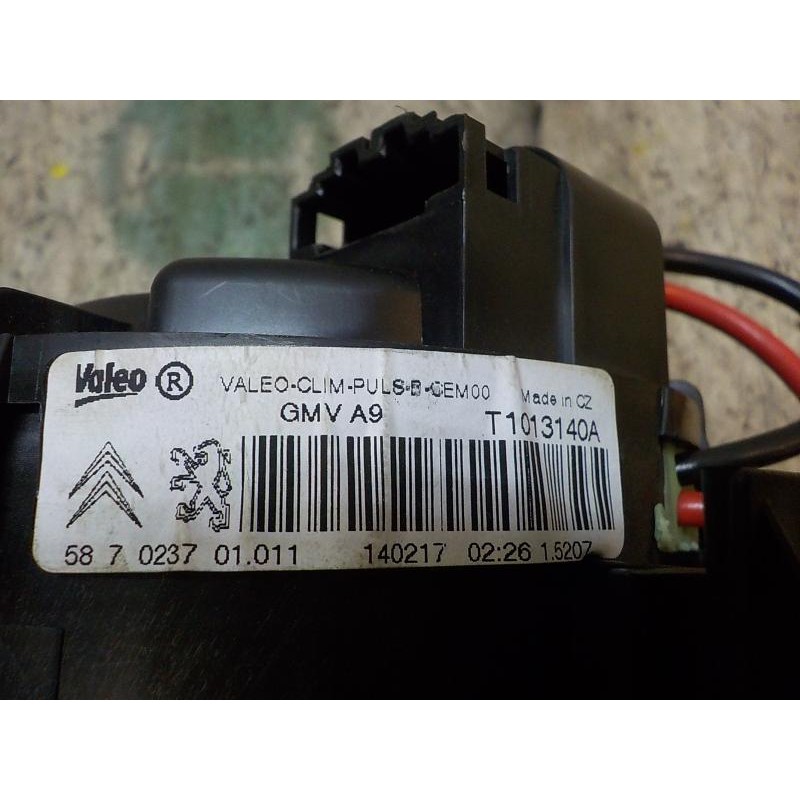 Valeo ® VALEO-CLIM-PULS-B-CEM00 Made in CZ
GMV A9 T1013140A
58 7 0237 01.011 140217 02:26 1.5207